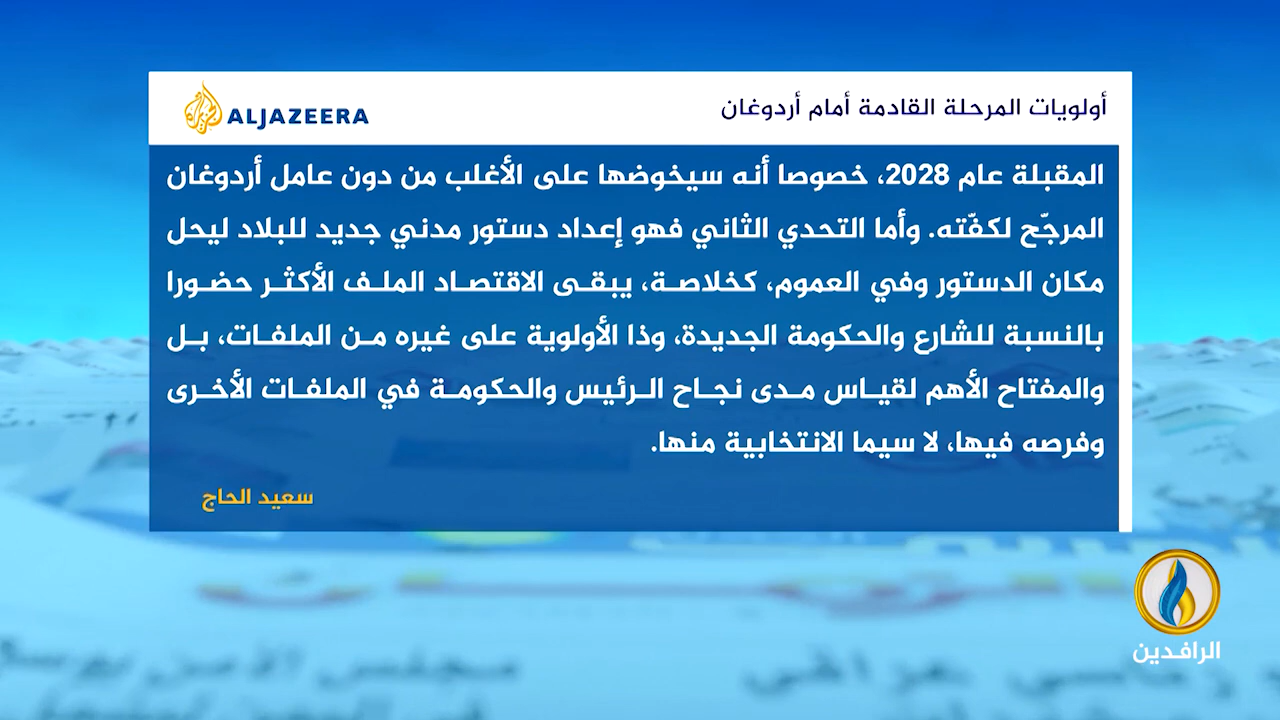 أولويات المرحلة القادمة أمام أردوغان
ALJAZEERA
المقبلة عام 2028، خصوصا أنه سيخوضها على الأغلب من دون عامل أردوغان
المرجّح لكفّته. وأما التحدي الثاني فهو إعداد دستور مدني جديد للبلاد ليحل
مكان الدستور وفي العموم، كخلاصة، يبقى الاقتصاد الملف الأكثر حضورا
بالنسبة للشارع والحكومة الجديدة، وذا الأولوية على غيره من الملفات، بل
والمفتاح الأهم لقياس مدى نجاح الرئيس والحكومة في الملفات الأخرى
وفرصه فيها، لا سيما الانتخابية منها.
سعيد الحاج
الرافدين
مجلس الأمن